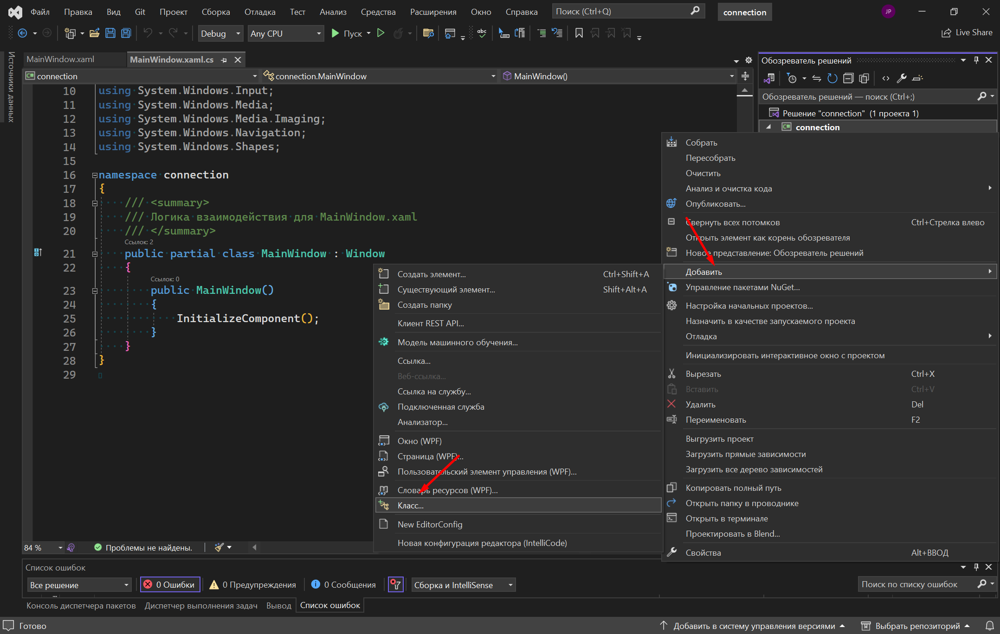 Файл Правка Вид Git Проект Сборка Отладка Тест Анализ Средства Расширения Окно Справка Поиск (Ctrl+Q) connection JP
Debug Any CPU Пуск abc Live Share
Источники данных
MainWindow.xaml MainWindow.xaml.cs
C# connection connection.MainWindow MainWindow()
10 using System.Windows.Input;
11 using System.Windows.Media;
12 using System.Windows.Media.Imaging;
13 using System.Windows.Navigation;
14 using System.Windows.Shapes;
15
16 namespace connection
17 {
18 /// <summary>
19 /// Логика взаимодействия для MainWindow.xaml
20 /// </summary>
Ссылок: 2
21 public partial class MainWindow : Window
22 {
Ссылок: 0
23 public MainWindow()
24 {
25 InitializeComponent();
26 }
27 }
28 }
29
Обозреватель решений
Обозреватель решений — поиск (Ctrl+;)
Решение "connection" (1 проекта 1)
C# connection
Собрать
Пересобрать
Очистить
Анализ и очистка кода
Опубликовать...
Свернуть всех потомков Ctrl+Стрелка влево
Открыть элемент как корень обозревателя
Новое представление: Обозреватель решений
Добавить
Управление пакетами NuGet...
Настройка начальных проектов...
Назначить в качестве запускаемого проекта
Отладка
Инициализировать интерактивное окно с проектом
Вырезать Ctrl+X
Вставить Ctrl+V
Удалить Del
Переименовать F2
Выгрузить проект
Загрузить прямые зависимости
Загрузить все дерево зависимостей
Копировать полный путь
Открыть папку в проводнике
Открыть в терминале
Проектировать в Blend...
Свойства Alt+ВВОД
Создать элемент... Ctrl+Shift+A
Существующий элемент... Shift+Alt+A
Создать папку
Клиент REST API...
Модель машинного обучения...
Ссылка...
Веб-ссылка...
Ссылка на службу...
Подключенная служба
Анализатор...
Окно (WPF)
Страница (WPF)...
Пользовательский элемент управления (WPF)...
Словарь ресурсов (WPF)...
Класс...
New EditorConfig
Новая конфигурация редактора (IntelliCode)
84 % Проблемы не найдены.
Список ошибок
Все решение 0 Ошибки 0 Предупреждения 0 Сообщения Сборка и IntelliSense Поиск по списку ошибок
Консоль диспетчера пакетов Диспетчер выполнения задач Вывод Список ошибок
Готово Добавить в систему управления версиями Выбрать репозиторий